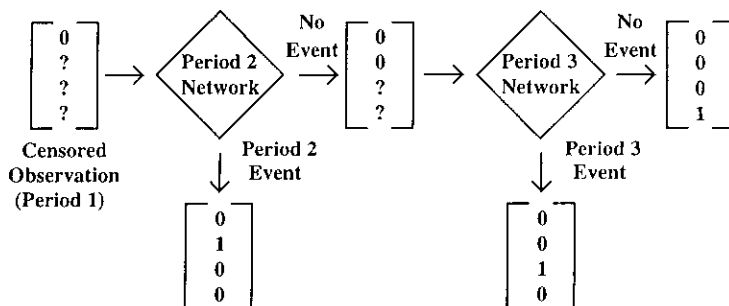 0
?
?
?
Censored
Observation
(Period 1)
Period 2
Network
No
Event
0
0
?
?
Period 2
Event
0
1
0
0
Period 3
Network
No
Event
0
0
0
1
Period 3
Event
0
0
1
0